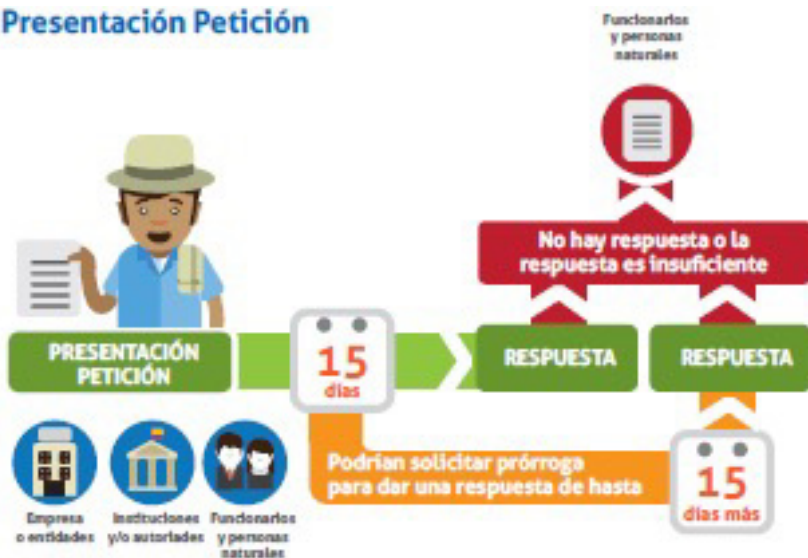 Presentación Petición
Funcionarios
y personas
naturales
No hay respuesta o la
respuesta es insuficiente
PRESENTACIÓN
PETICIÓN
15
días
RESPUESTA
RESPUESTA
Podrían solicitar prórroga
para dar una respuesta de hasta
15
días más
Empresa
o entidades
Instituciones
y/o autoriades
Funcionarios
y personas
naturales